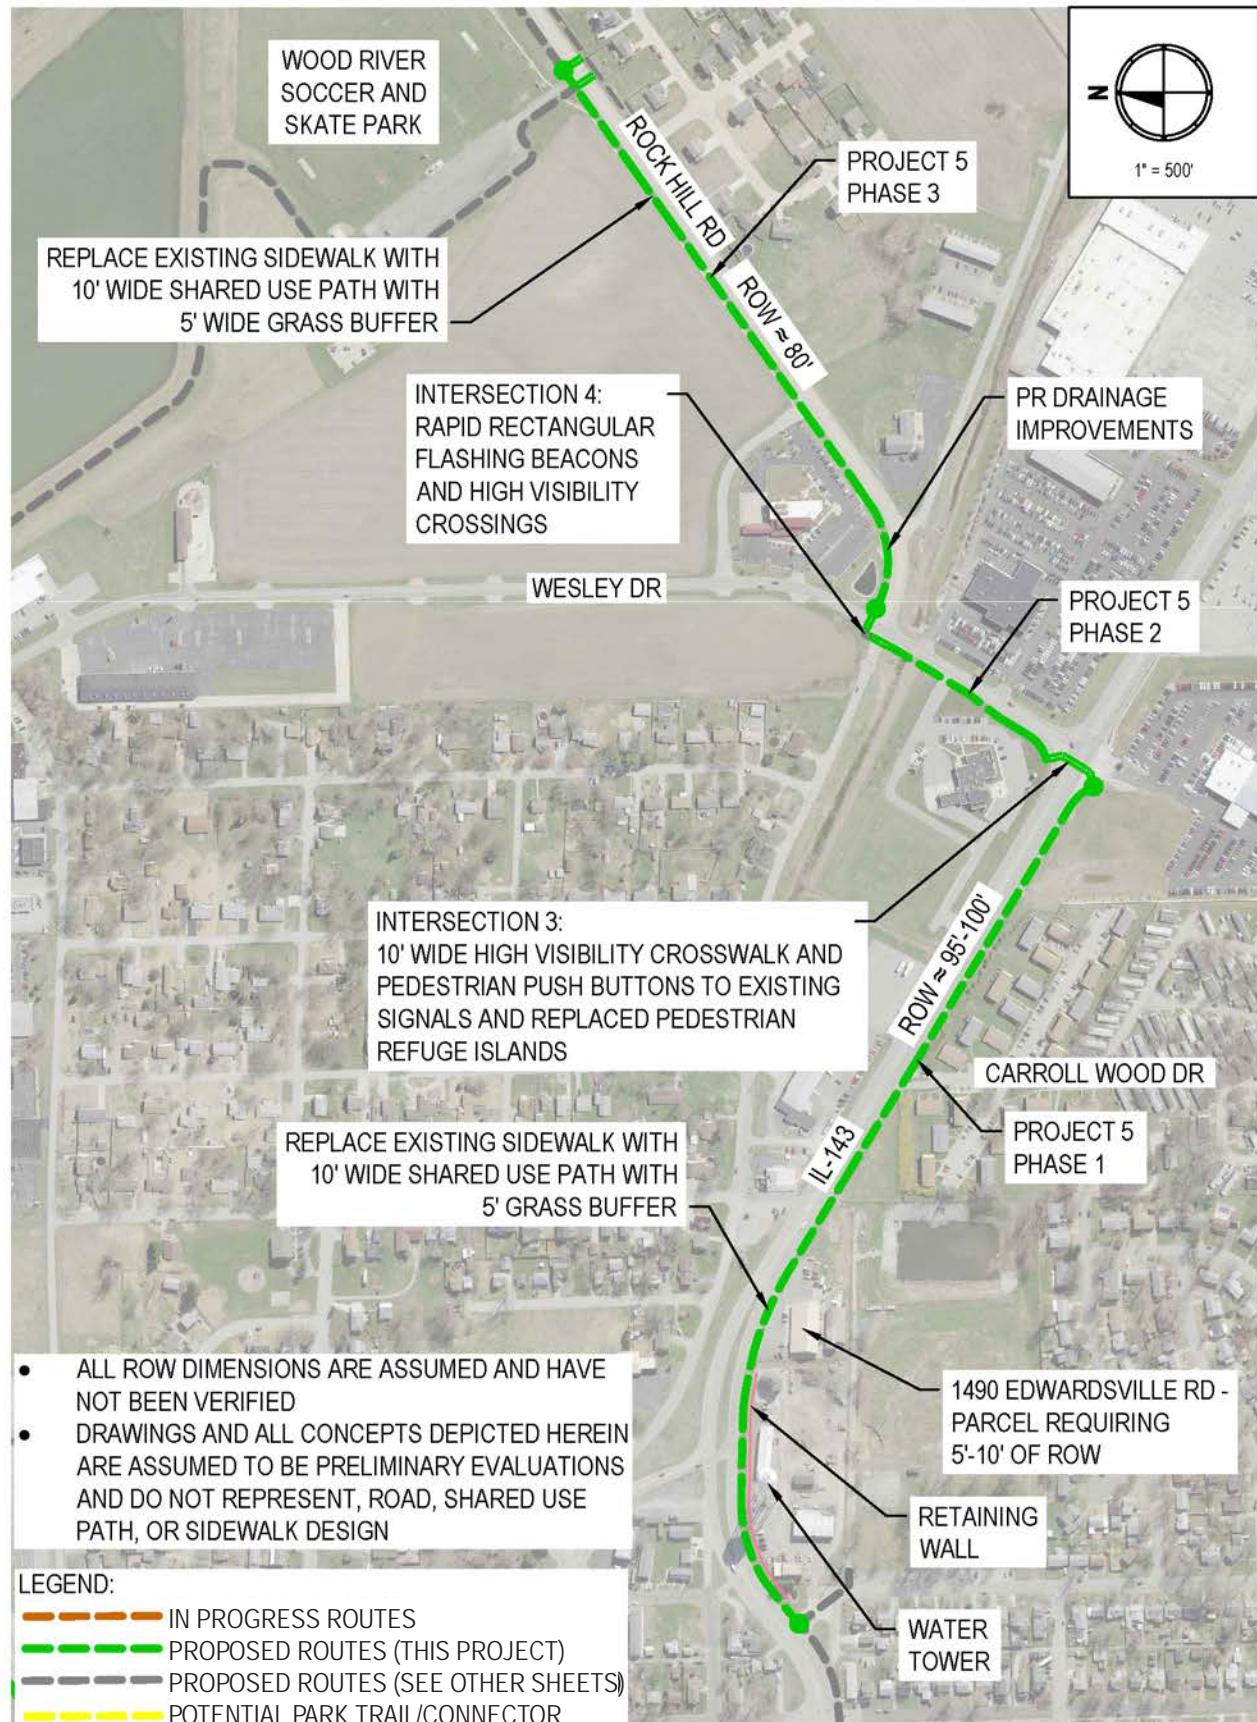 WOOD RIVER
SOCCER AND
SKATE PARK
N
1" = 500'
ROCK HILL RD
ROW ≈ 80'
PROJECT 5
PHASE 3
REPLACE EXISTING SIDEWALK WITH
10' WIDE SHARED USE PATH WITH
5' WIDE GRASS BUFFER
INTERSECTION 4:
RAPID RECTANGULAR
FLASHING BEACONS
AND HIGH VISIBILITY
CROSSINGS
PR DRAINAGE
IMPROVEMENTS
WESLEY DR
PROJECT 5
PHASE 2
INTERSECTION 3:
10' WIDE HIGH VISIBILITY CROSSWALK AND
PEDESTRIAN PUSH BUTTONS TO EXISTING
SIGNALS AND REPLACED PEDESTRIAN
REFUGE ISLANDS
ROW ≈ 95'-100'
CARROLL WOOD DR
PROJECT 5
PHASE 1
IL-143
REPLACE EXISTING SIDEWALK WITH
10' WIDE SHARED USE PATH WITH
5' GRASS BUFFER
1490 EDWARDSVILLE RD -
PARCEL REQUIRING
5'-10' OF ROW
RETAINING
WALL
WATER
TOWER
• ALL ROW DIMENSIONS ARE ASSUMED AND HAVE
NOT BEEN VERIFIED
• DRAWINGS AND ALL CONCEPTS DEPICTED HEREIN
ARE ASSUMED TO BE PRELIMINARY EVALUATIONS
AND DO NOT REPRESENT, ROAD, SHARED USE
PATH, OR SIDEWALK DESIGN
LEGEND:
IN PROGRESS ROUTES
PROPOSED ROUTES (THIS PROJECT)
PROPOSED ROUTES (SEE OTHER SHEETS)
POTENTIAL PARK TRAIL/CONNECTOR